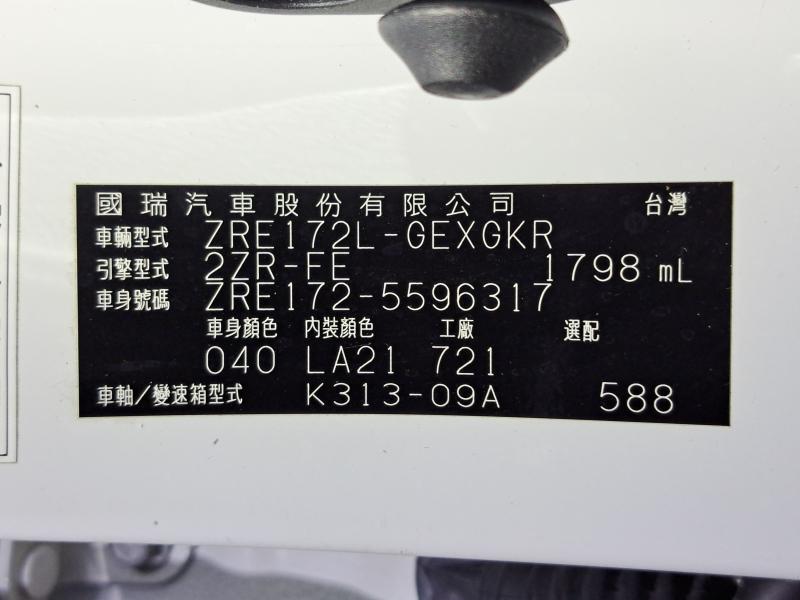 國瑞汽車股份有限公司 台灣
車輛型式 ZRE172L-GEXGKR
引擎型式 2ZR-FE 1798 mL
車身號碼 ZRE172-5596317
車身顏色 內裝顏色 工廠 選配
040 LA21 721
車軸/變速箱型式 K313-09A 588